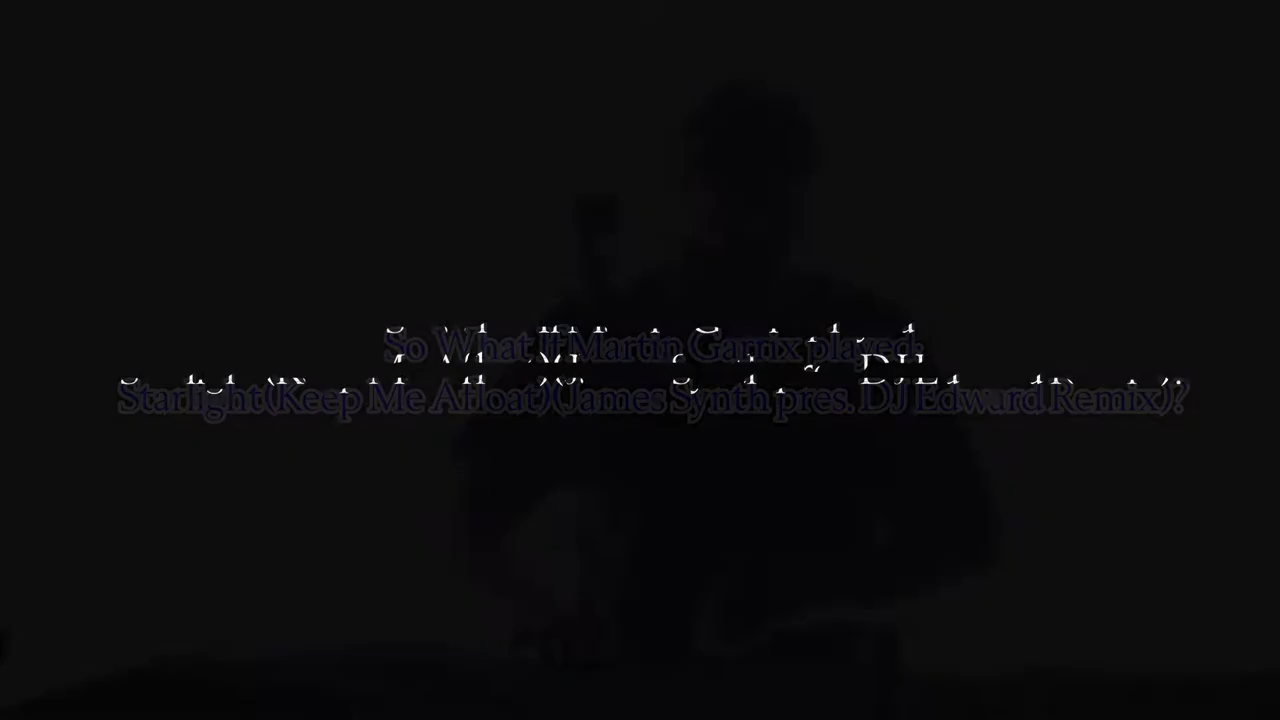 So What If Martin Garrix played:
Starlight(Keep Me Afloat)(James Synth pres. DJ Edward Remix)?